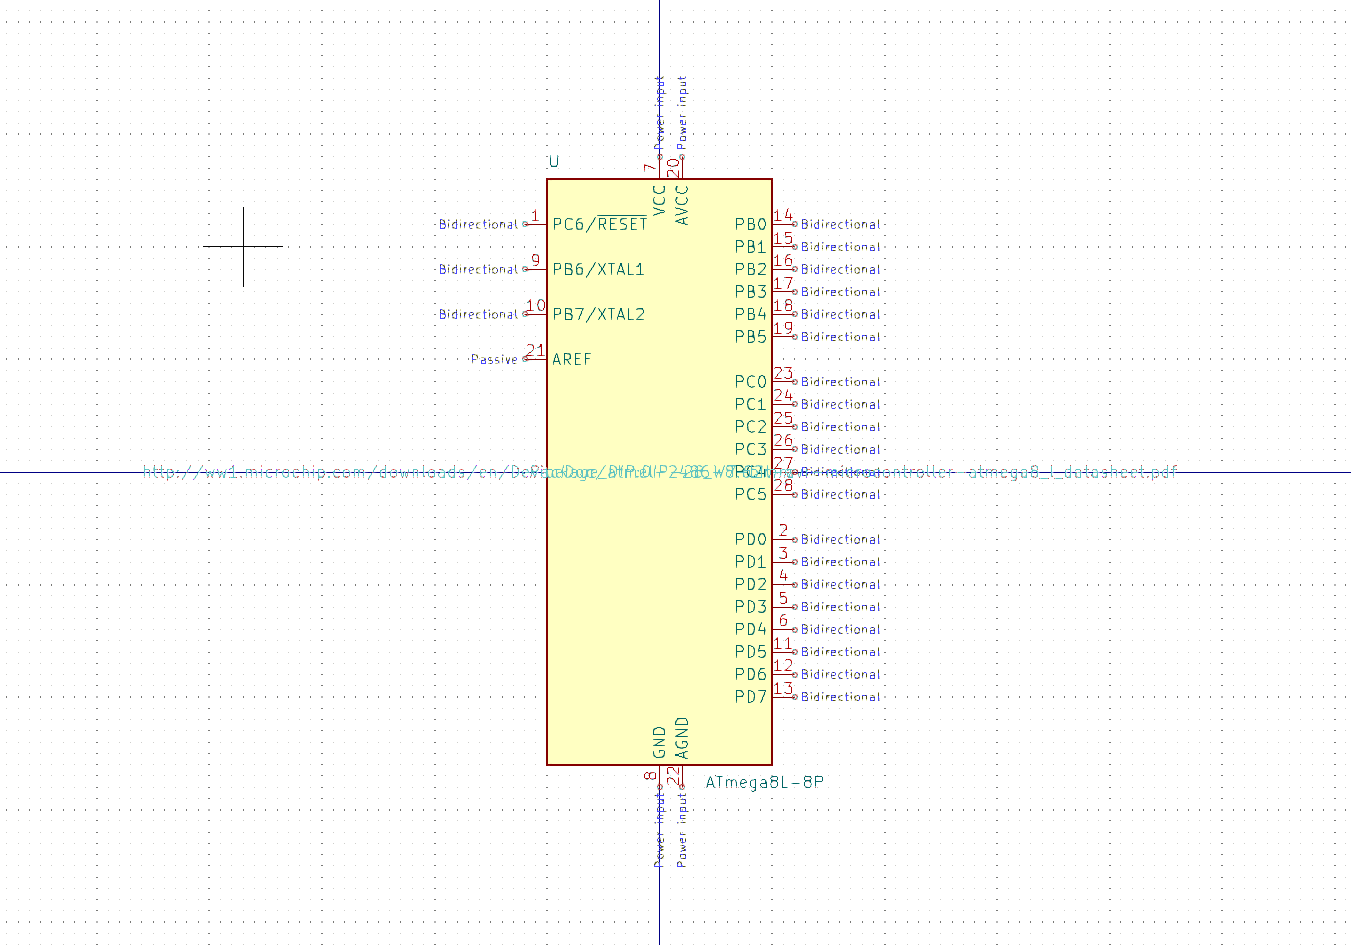 Power input
Power input
U
7
20
VCC
AVCC
Bidirectional 1 PC6/RESET
PB0 14 Bidirectional
PB1 15 Bidirectional
Bidirectional 9 PB6/XTAL1
PB2 16 Bidirectional
PB3 17 Bidirectional
Bidirectional 10 PB7/XTAL2
PB4 18 Bidirectional
PB5 19 Bidirectional
Passive 21 AREF
PC0 23 Bidirectional
PC1 24 Bidirectional
PC2 25 Bidirectional
PC3 26 Bidirectional
http://ww1.microchip.com/downloads/en/De
microcontroller-atmega8_l_datasheet.pdf
PC4 27 Bidirectional
PC5 28 Bidirectional
PD0 2 Bidirectional
PD1 3 Bidirectional
PD2 4 Bidirectional
PD3 5 Bidirectional
PD4 6 Bidirectional
PD5 11 Bidirectional
PD6 12 Bidirectional
PD7 13 Bidirectional
GND
AGND
8
22
ATmega8L-8P
Power input
Power input